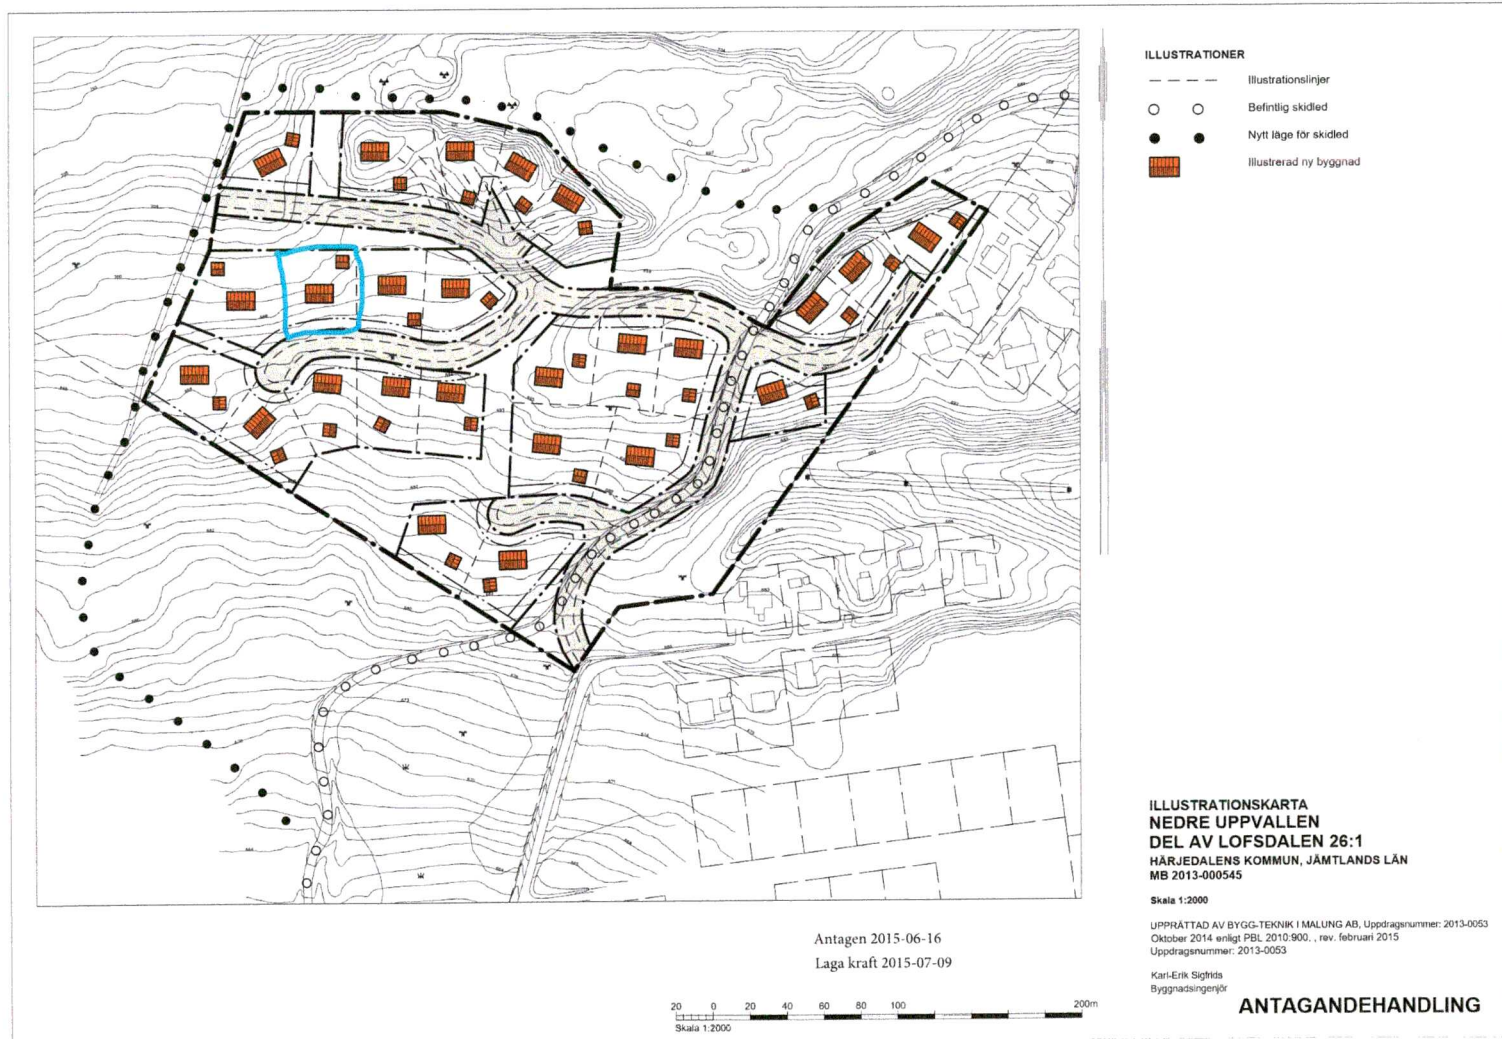 ILLUSTRATIONER
Illustrationslinjer
Befintlig skidled
Nytt läge för skidled
Illustrerad ny byggnad
ILLUSTRATIONSKARTA
NEDRE UPPVALLEN
DEL AV LOFSDALEN 26:1
HÄRJEDALENS KOMMUN, JÄMTLANDS LÄN
MB 2013-000545
Skala 1:2000
UPPRÄTTAD AV BYGG-TEKNIK I MALUNG AB, Uppdragsnummer: 2013-0053
Oktober 2014 enligt PBL 2010:900, , rev. februari 2015
Uppdragsnummer: 2013-0053
Karl-Erik Sigfrids
Byggnadsingenjör
ANTAGANDEHANDLING
Antagen 2015-06-16
Laga kraft 2015-07-09
20 0 20 40 60 80 100 200m
Skala 1:2000